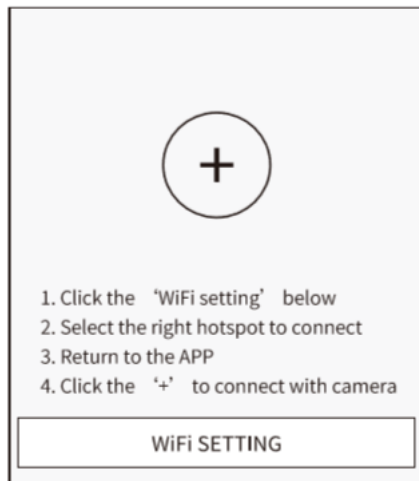 +
1. Click the ‘WiFi setting’ below
2. Select the right hotspot to connect
3. Return to the APP
4. Click the ‘+’ to connect with camera
WiFi SETTING